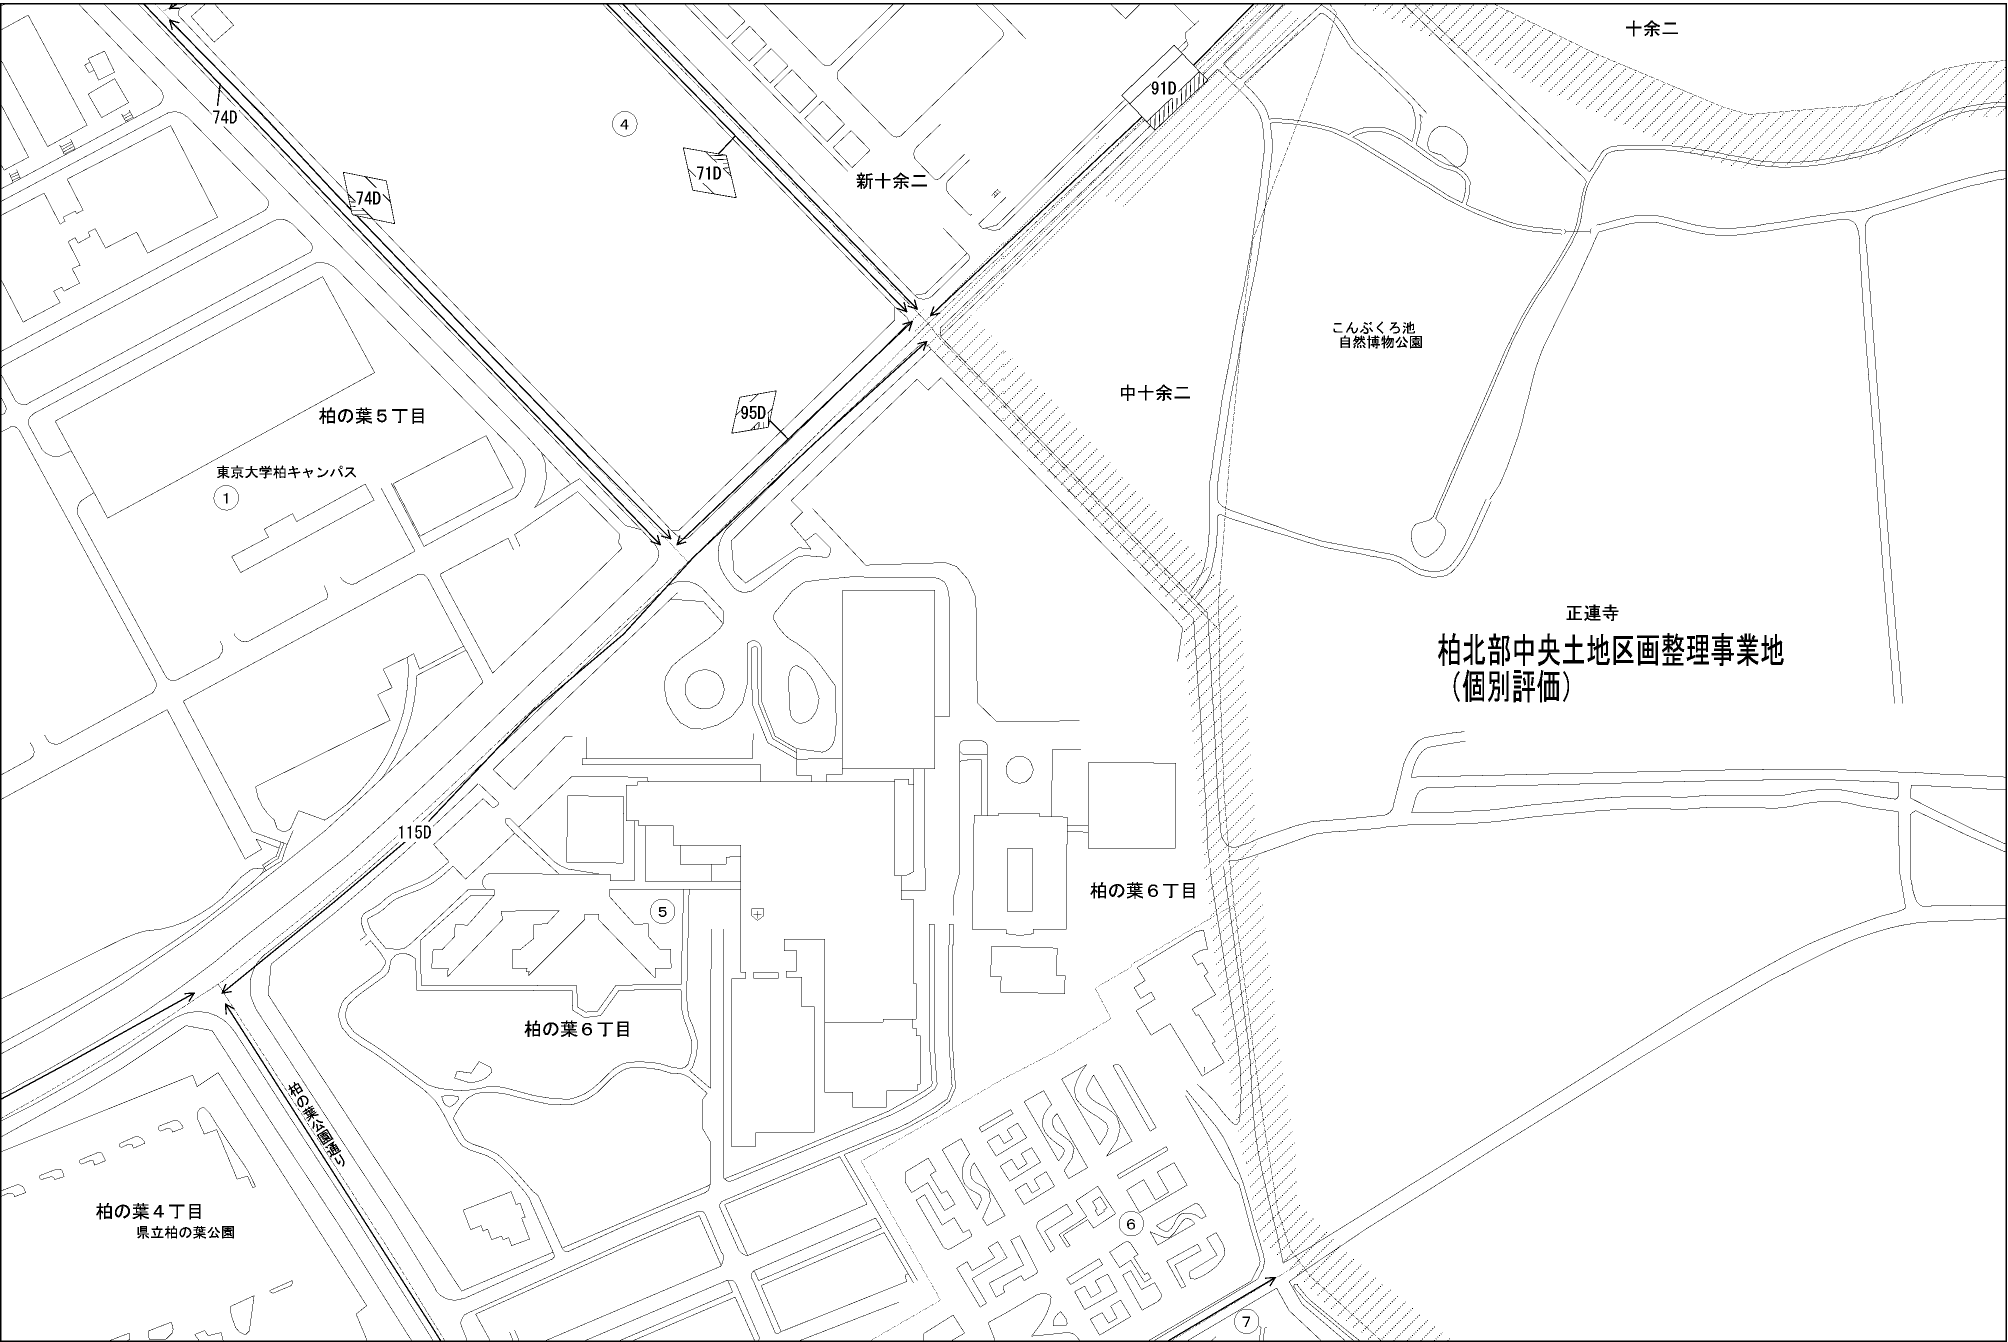 十余二
91D
74D
4
71D
新十余二
74D
こんぶくろ池
自然博物公園
中十余二
95D
柏の葉５丁目
東京大学柏キャンパス
1
正連寺
柏北部中央土地区画整理事業地
（個別評価）
115D
柏の葉６丁目
5
柏の葉６丁目
柏の葉公園通り
柏の葉４丁目
県立柏の葉公園
6
7